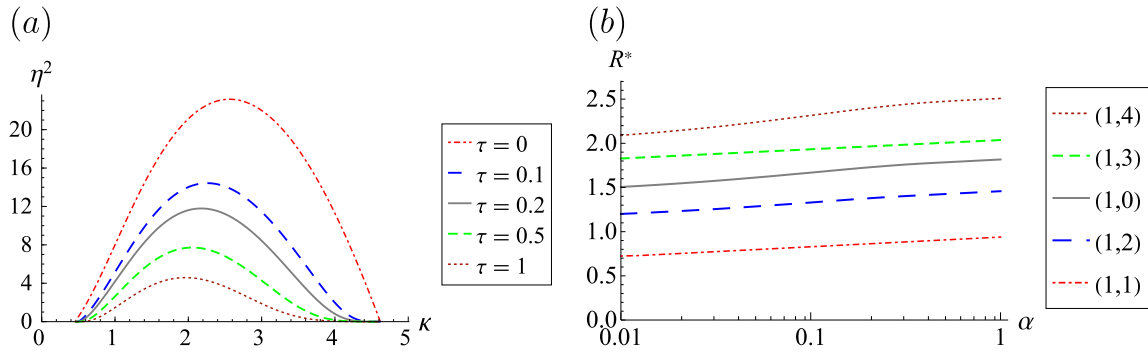 (a)
η²
20
16
12
8
4
0
0 1 2 3 4 5 κ
τ = 0
τ = 0.1
τ = 0.2
τ = 0.5
τ = 1
(b)
R*
2.5
2.0
1.5
1.0
0.5
0.0
0.01 0.1 1 α
(1,4)
(1,3)
(1,0)
(1,2)
(1,1)